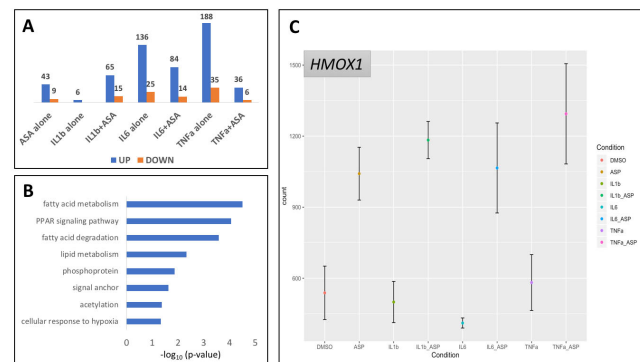 A
43
9
6
65
15
136
25
84
14
188
35
36
6
ASA alone
IL1b alone
IL1b+ASA
IL6 alone
IL6+ASA
TNFa alone
TNFa+ASA
UP DOWN
B
fatty acid metabolism
PPAR signaling pathway
fatty acid degradation
lipid metabolism
phosphoprotein
signal anchor
acetylation
cellular response to hypoxia
0 1 2 3 4 5
-log10 (p-value)
C
HMOX1
1500
1200
900
600
count
DMSO ASP IL1b IL1b_ASP IL6 IL6_ASP TNFa TNFa_ASP
Condition
Condition
DMSO
ASP
IL1b
IL1b_ASP
IL6
IL6_ASP
TNFa
TNFa_ASP